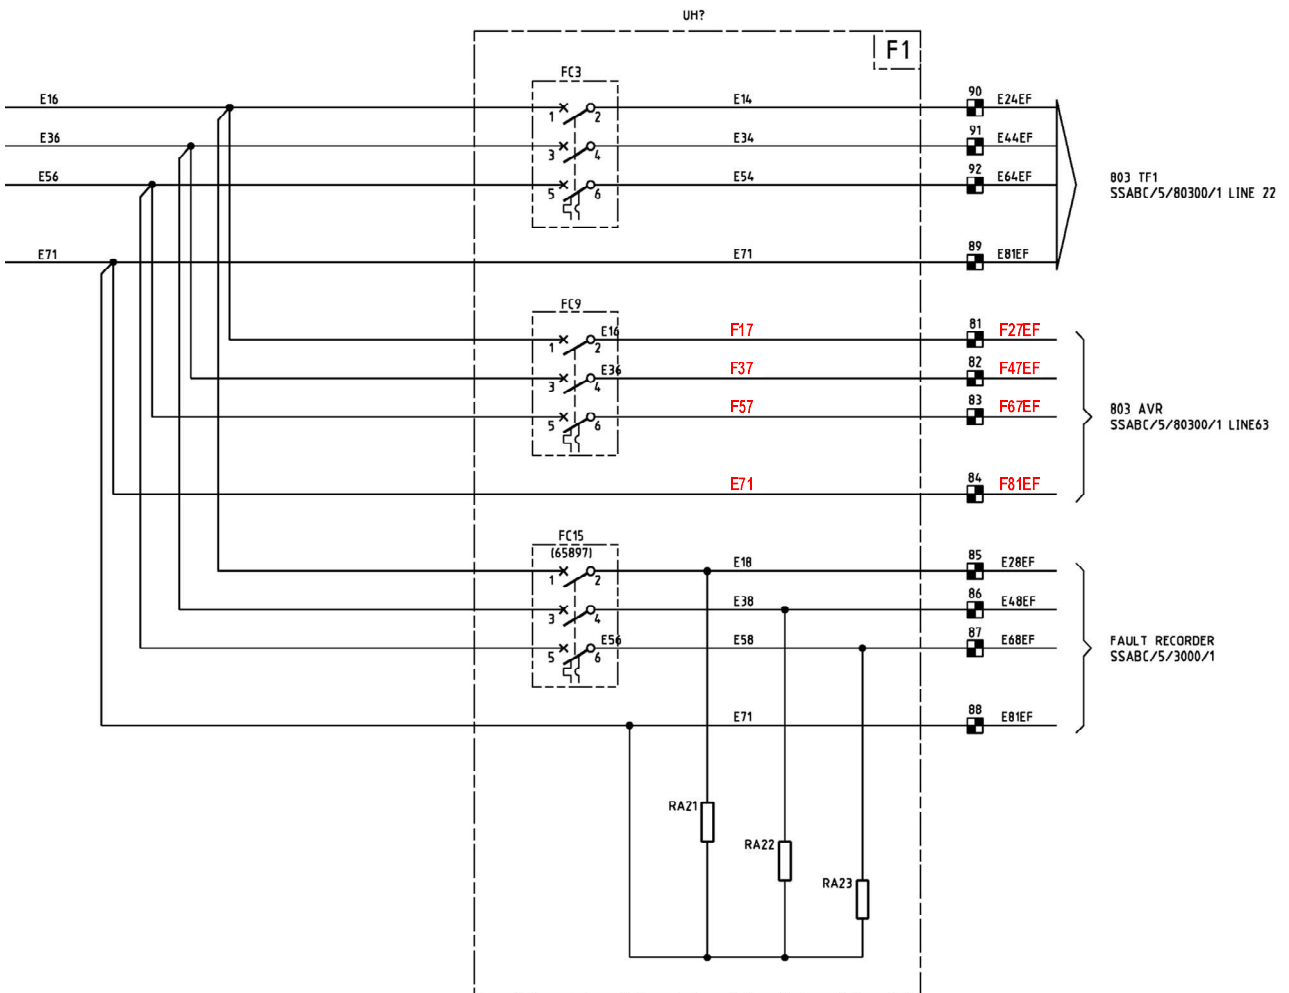 UH?
F1
FC3
E16
1
2
E14
90
E24EF
E36
3
4
E34
91
E44EF
E56
5
6
E54
92
E64EF
803 TF1
SSABC/5/80300/1 LINE 22
E71
E71
89
E81EF
FC9
E16
1
2
F17
81
F27EF
E36
3
4
F37
82
F47EF
5
6
F57
83
F67EF
803 AVR
SSABC/5/80300/1 LINE63
E71
84
F81EF
FC15
(65897)
1
2
E18
85
E28EF
3
4
E38
86
E48EF
E56
5
6
E58
87
E68EF
FAULT RECORDER
SSABC/5/3000/1
E71
88
E81EF
RA21
RA22
RA23